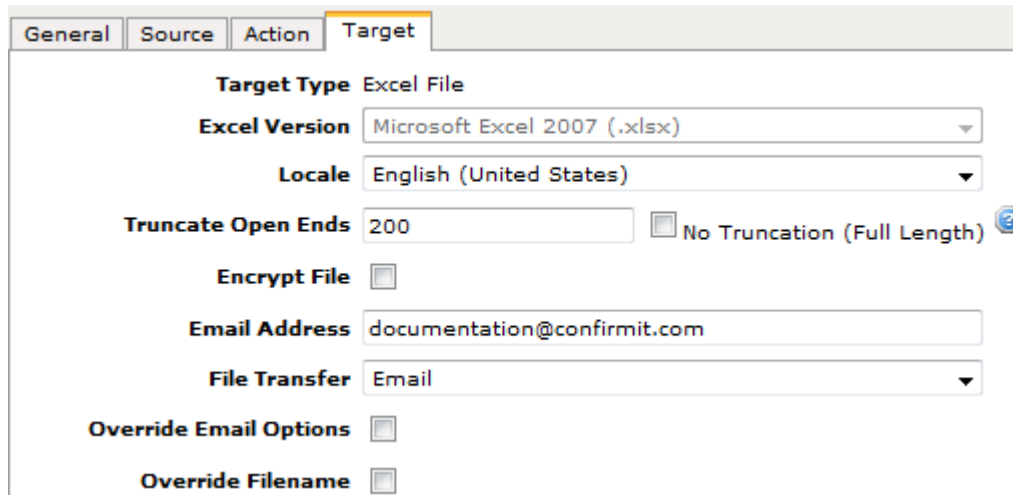 General Source Action Target
Target Type Excel File
Excel Version Microsoft Excel 2007 (.xlsx)
Locale English (United States)
Truncate Open Ends 200 No Truncation (Full Length) ?
Encrypt File
Email Address documentation@confirmit.com
File Transfer Email
Override Email Options
Override Filename